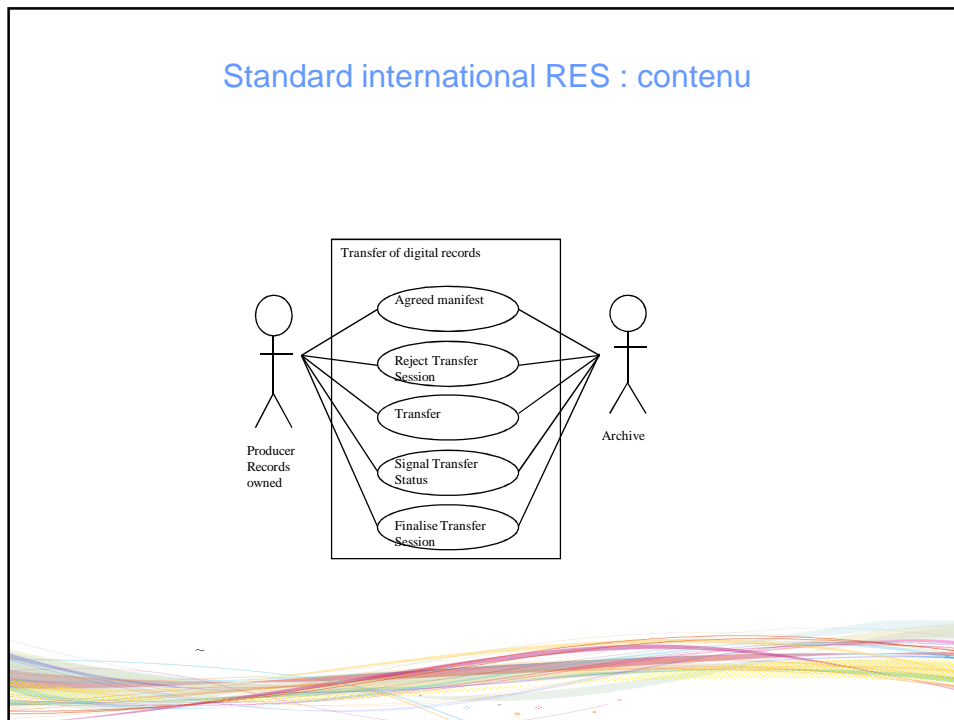 Standard international RES : contenu
Transfer of digital records
Agreed manifest
Reject Transfer
Session
Transfer
Signal Transfer
Status
Finalise Transfer
Session
Producer
Records
owned
Archive
~